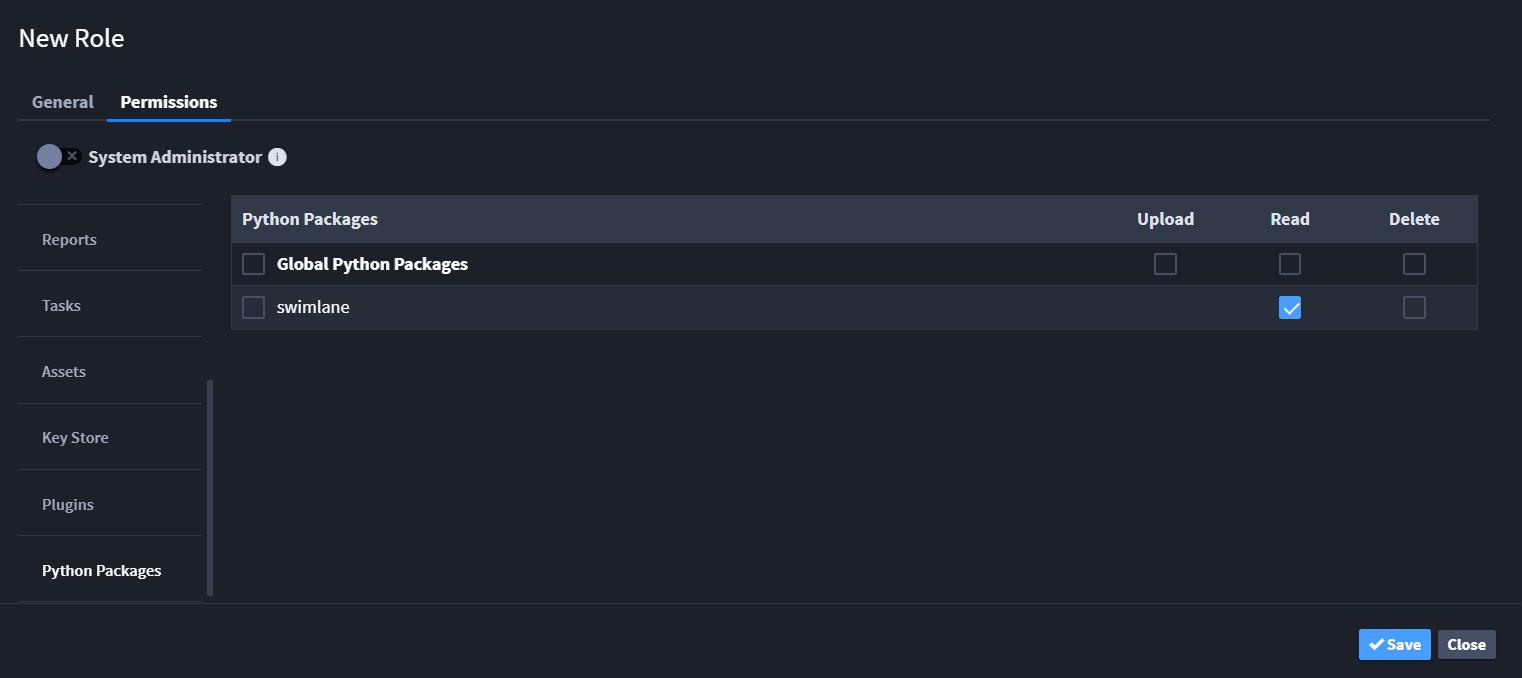 New Role
General Permissions
System Administrator i
Reports
Tasks
Assets
Key Store
Plugins
Python Packages
Python Packages Upload Read Delete
Global Python Packages
swimlane
Save Close